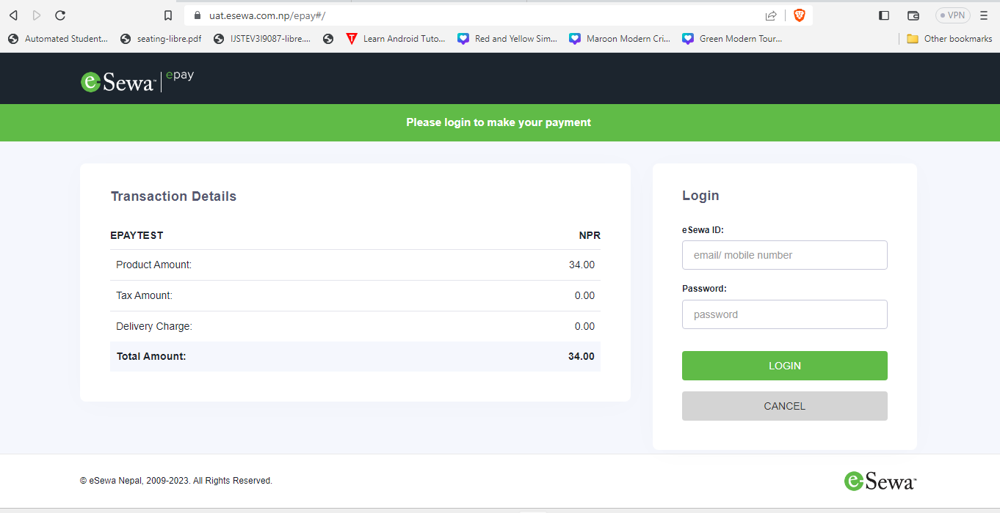 uat.esewa.com.np/epay#/
VPN
Automated Student...
seating-libre.pdf
IJSTEV3I9087-libre....
Learn Android Tuto...
Red and Yellow Sim...
Maroon Modern Cri...
Green Modern Tour...
Other bookmarks
eSewa™ epay
Please login to make your payment
Transaction Details
EPAYTEST NPR
Product Amount: 34.00
Tax Amount: 0.00
Delivery Charge: 0.00
Total Amount: 34.00
Login
eSewa ID:
email/ mobile number
Password:
password
LOGIN
CANCEL
© eSewa Nepal, 2009-2023. All Rights Reserved.
eSewa™